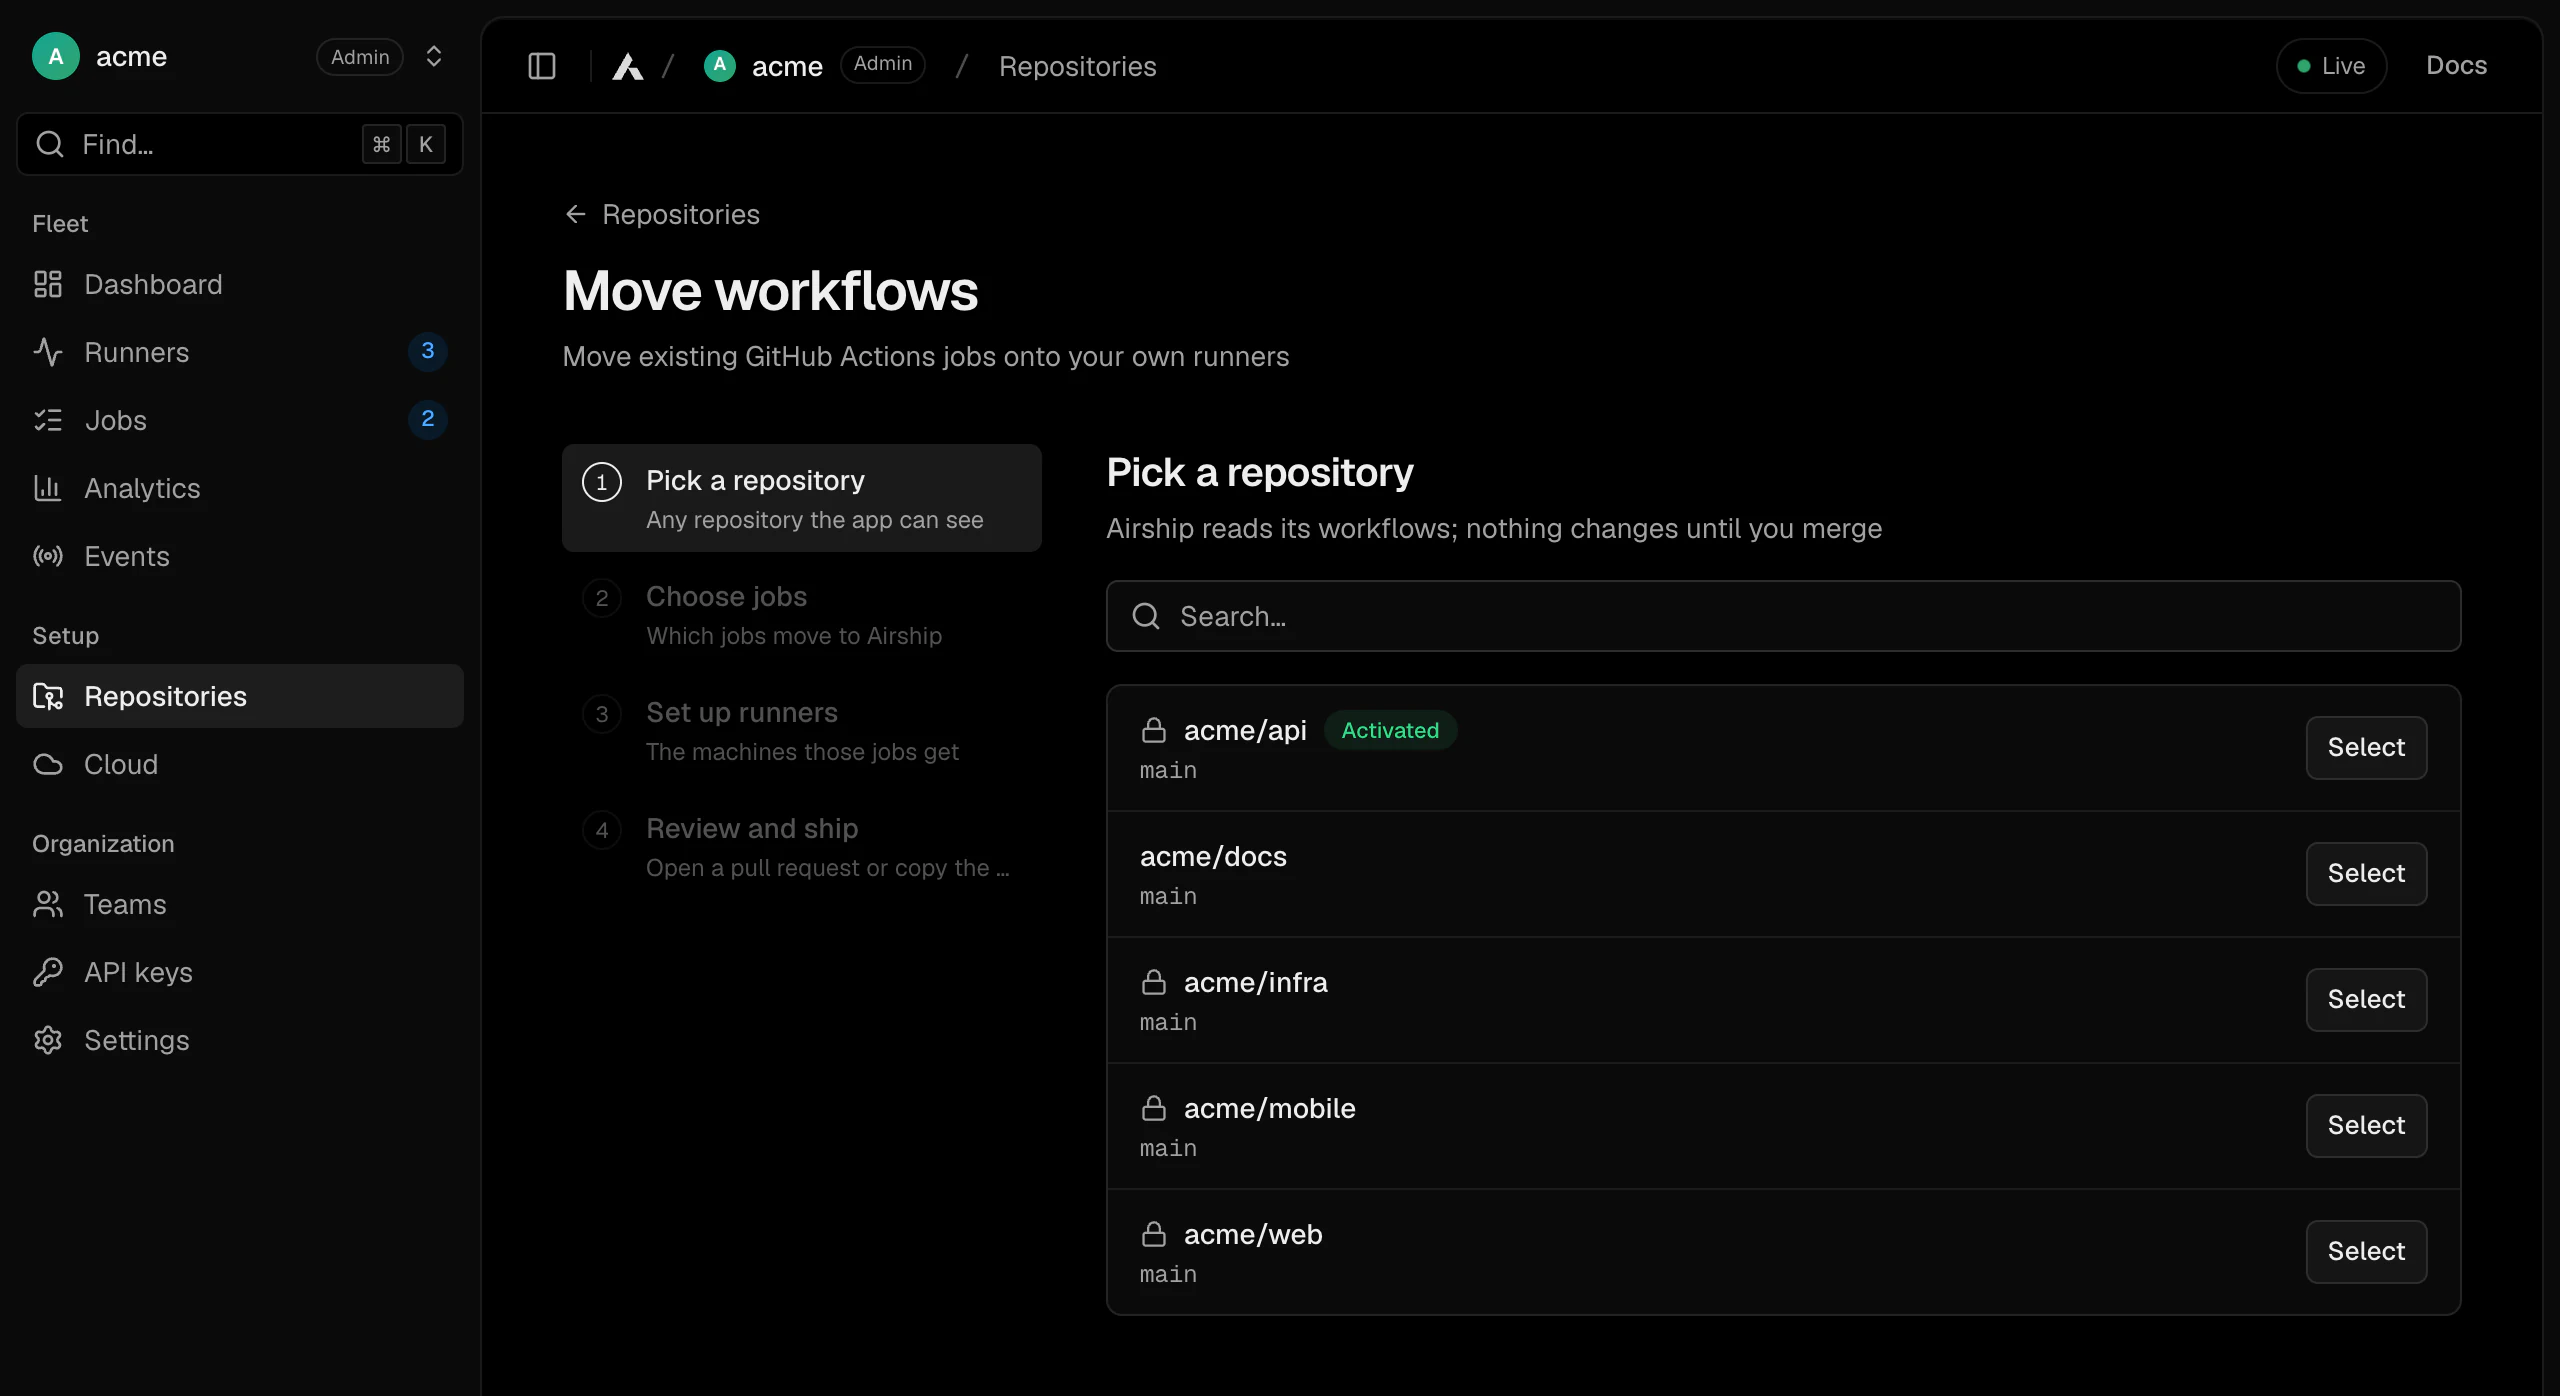 A acme Admin
Find... ⌘ K
Fleet
Dashboard
Runners 3
Jobs 2
Analytics
Events
Setup
Repositories
Cloud
Organization
Teams
API keys
Settings
/ A acme Admin / Repositories
Live Docs
← Repositories
Move workflows
Move existing GitHub Actions jobs onto your own runners
1 Pick a repository
Any repository the app can see
2 Choose jobs
Which jobs move to Airship
3 Set up runners
The machines those jobs get
4 Review and ship
Open a pull request or copy the ...
Pick a repository
Airship reads its workflows; nothing changes until you merge
Search...
acme/api Activated
main
Select
acme/docs
main
Select
acme/infra
main
Select
acme/mobile
main
Select
acme/web
main
Select